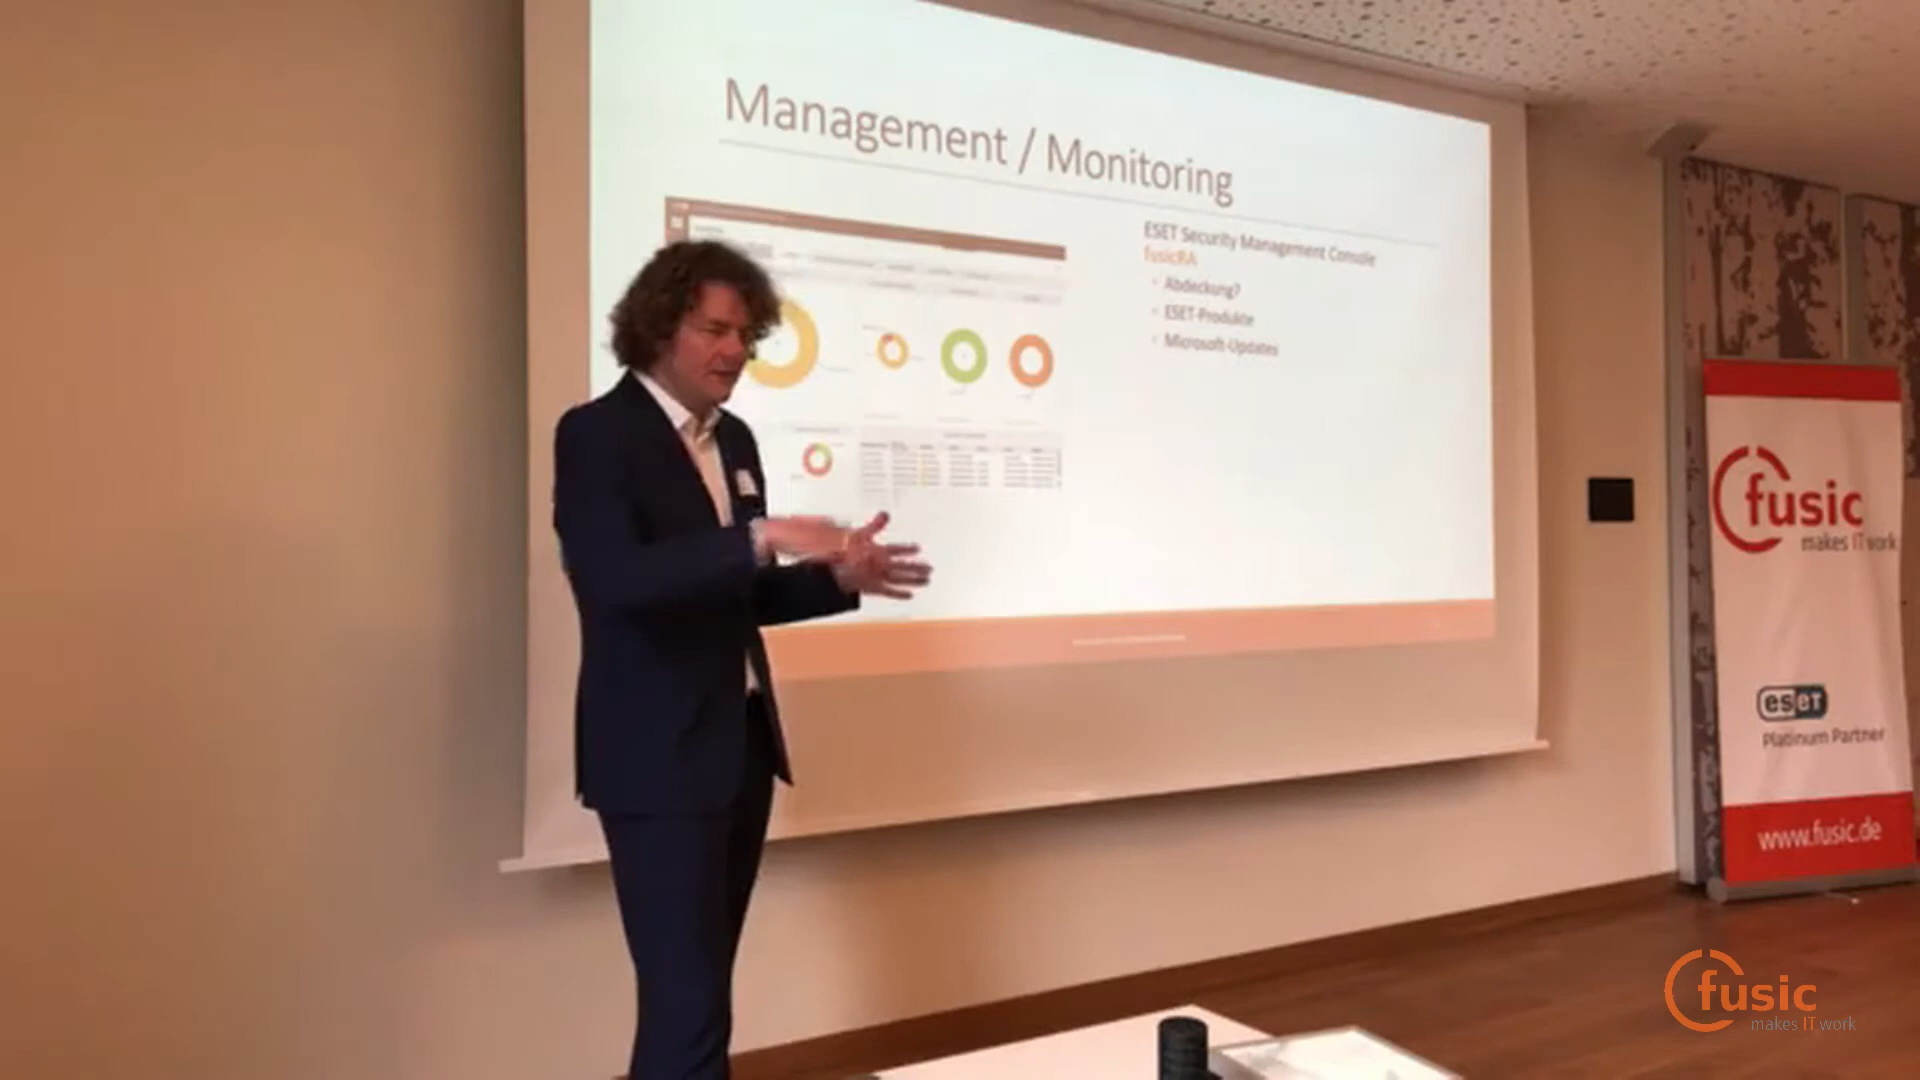 Management / Monitoring
ESET Security Management Console
fusicRA
Abdeckung?
ESET-Produkte
Microsoft-Updates
fusic
makes IT work
eseT
Platinum Partner
www.fusic.de
fusic
makes IT work